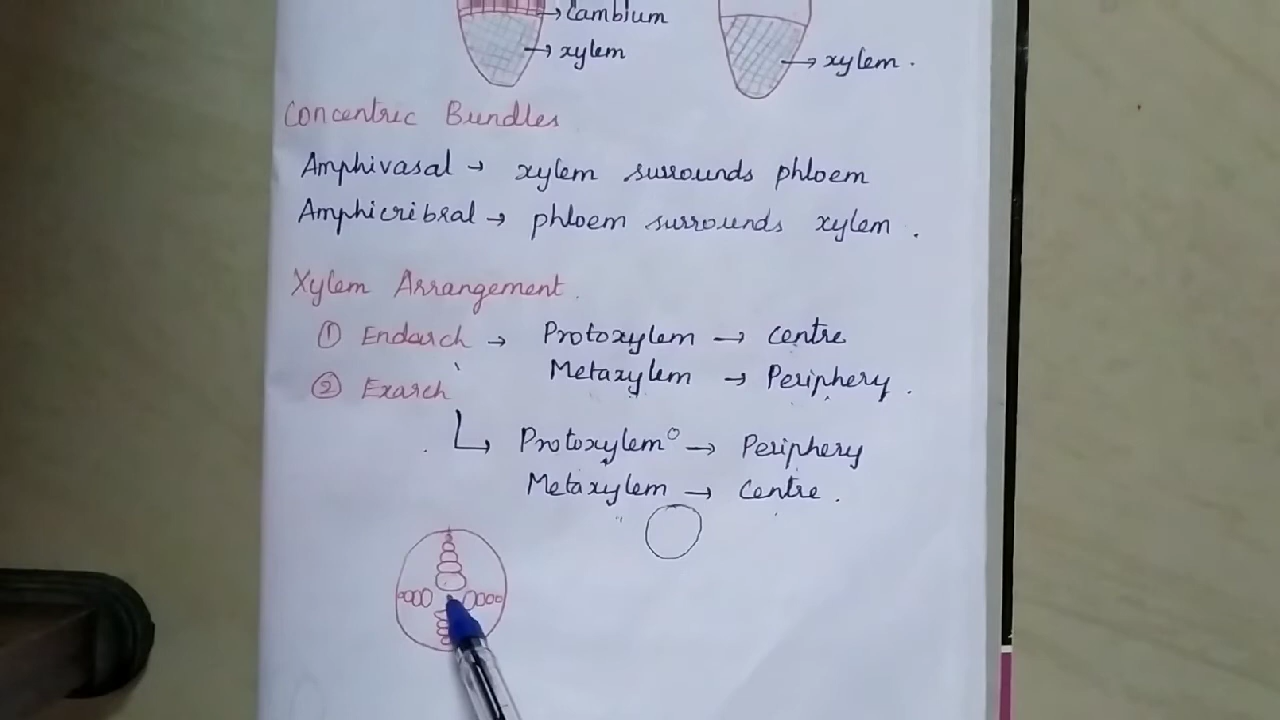 → Cambium
→ xylem
→ xylem .
Concentric Bundles
Amphivasal → xylem surrounds phloem
Amphicribral → phloem surrounds xylem .
Xylem Arrangement .
① Endarch → Protoxylem → Centre
Metaxylem → Periphery .
② Exarch
Protoxylem → Periphery
Metaxylem → Centre .